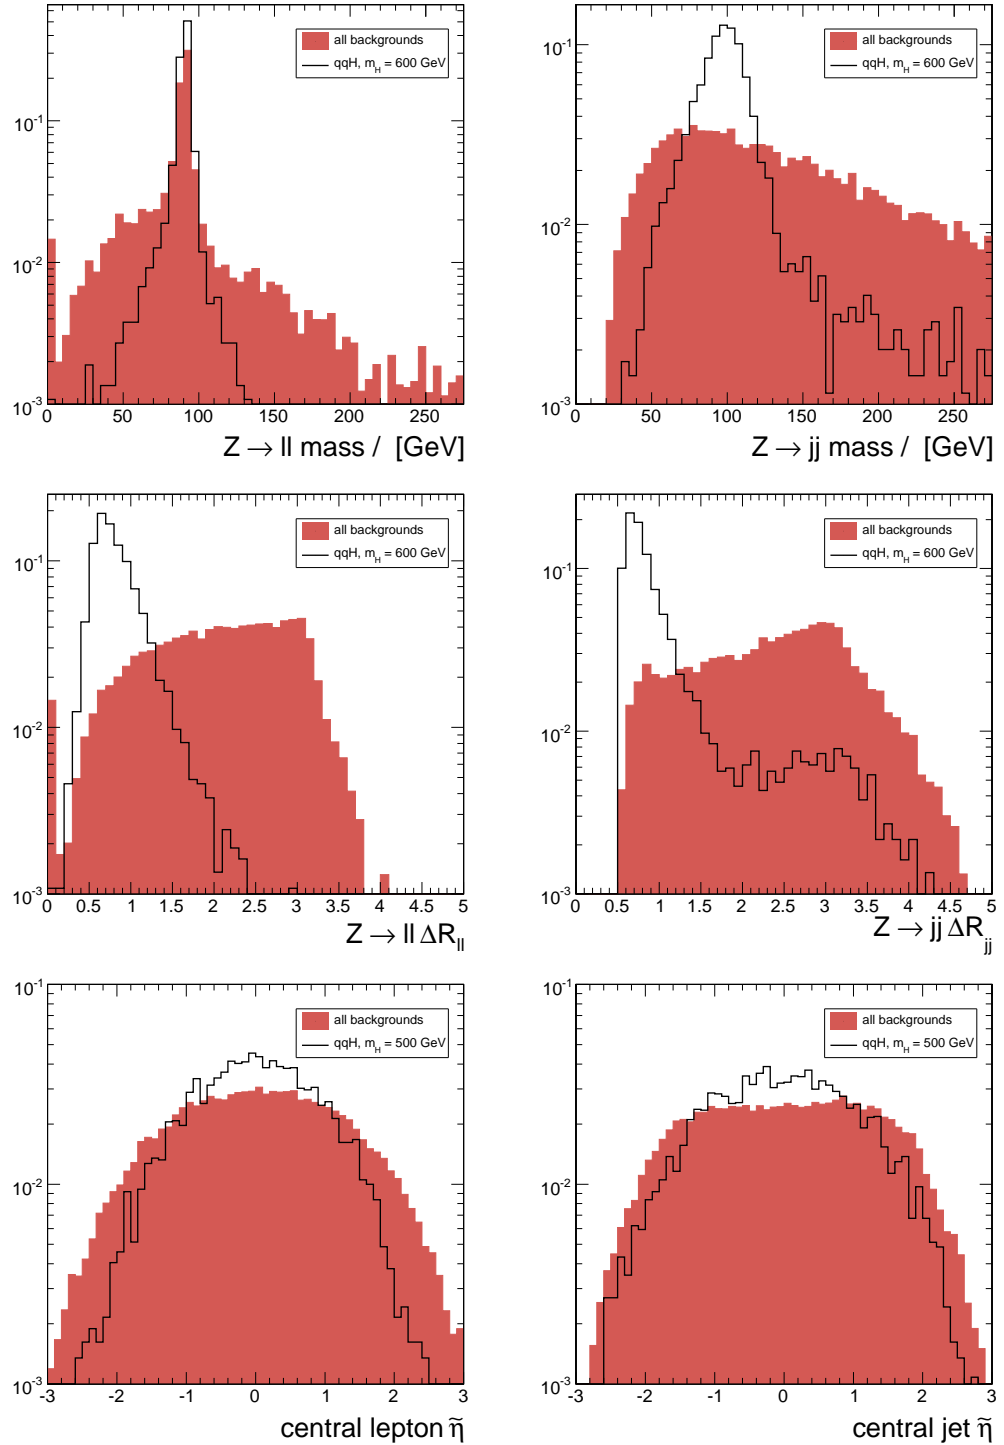 all backgrounds
qqH, m_H = 600 GeV
10^-1
10^-2
10^-3
0 50 100 150 200 250
Z → ll mass / [GeV]
all backgrounds
qqH, m_H = 600 GeV
10^-1
10^-2
10^-3
0 50 100 150 200 250
Z → jj mass / [GeV]
all backgrounds
qqH, m_H = 600 GeV
10^-1
10^-2
10^-3
0 0.5 1 1.5 2 2.5 3 3.5 4 4.5 5
Z → ll ΔR_ll
all backgrounds
qqH, m_H = 600 GeV
10^-1
10^-2
10^-3
0 0.5 1 1.5 2 2.5 3 3.5 4 4.5 5
Z → jj ΔR_jj
all backgrounds
qqH, m_H = 500 GeV
10^-1
10^-2
10^-3
-3 -2 -1 0 1 2 3
central lepton η̃
all backgrounds
qqH, m_H = 500 GeV
10^-1
10^-2
10^-3
-3 -2 -1 0 1 2 3
central jet η̃